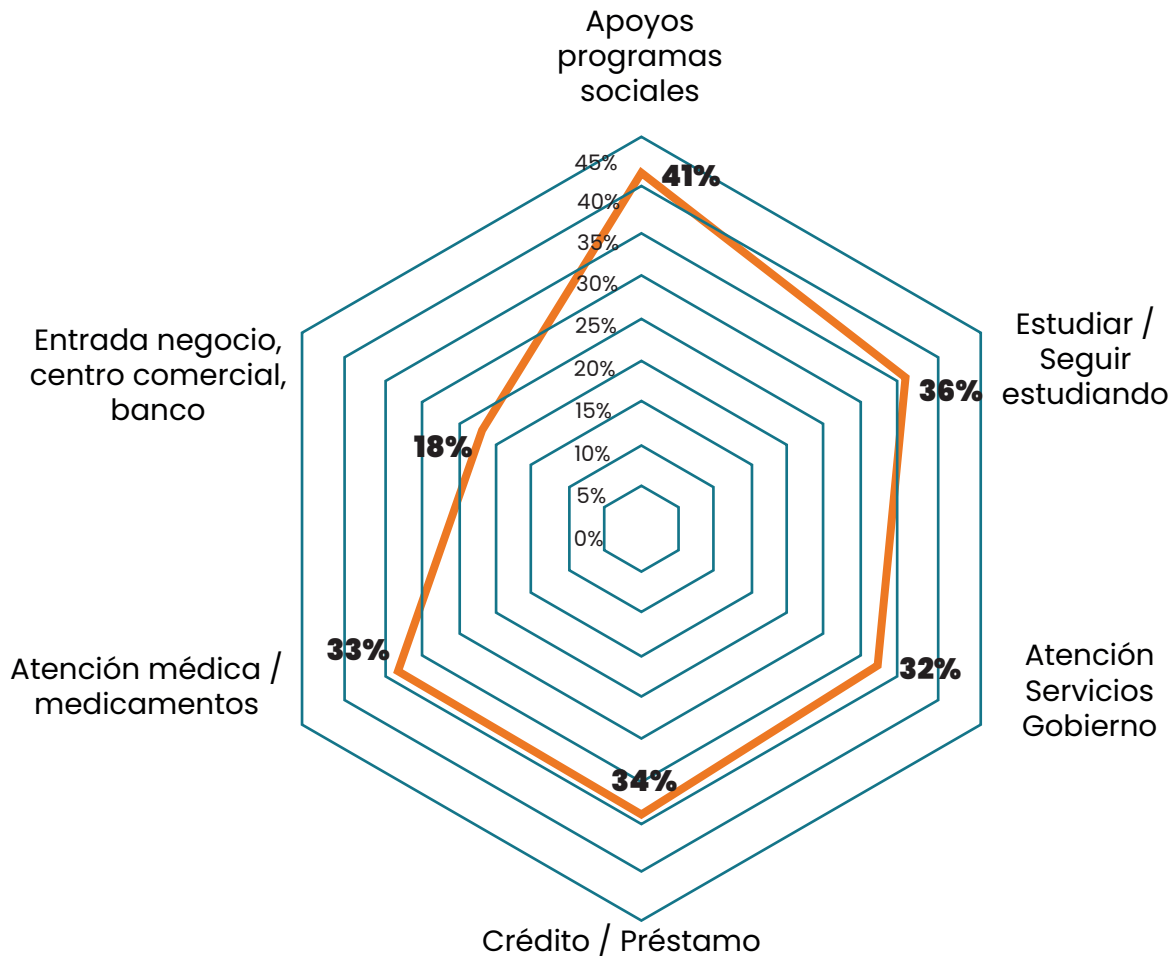 Apoyos
programas
sociales
45%
41%
40%
35%
30%
25%
20%
15%
10%
5%
0%
Estudiar /
Seguir
estudiando
36%
Entrada negocio,
centro comercial,
banco
18%
33%
Atención médica /
medicamentos
32%
Atención
Servicios
Gobierno
34%
Crédito / Préstamo